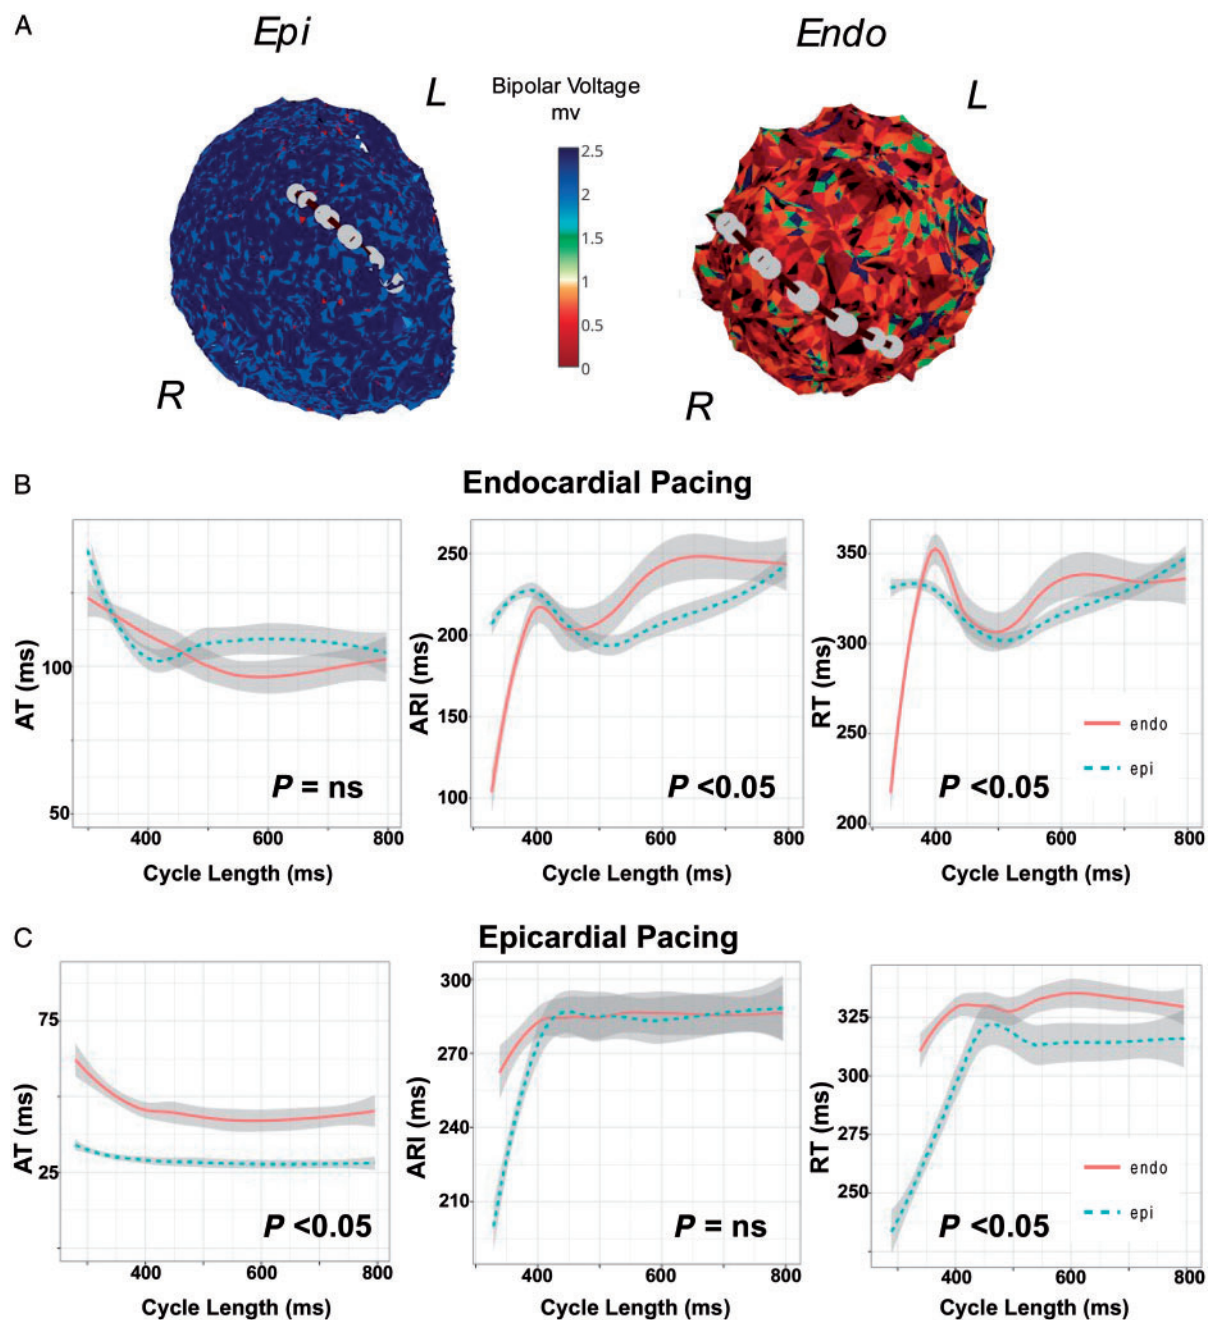 A
Epi
Endo
L
Bipolar Voltage
mv
L
2.5
2
1.5
1
0.5
0
R
R
B
Endocardial Pacing
AT (ms)
100
50
P = ns
400
600
800
Cycle Length (ms)
ARI (ms)
250
200
150
100
P <0.05
400
600
800
Cycle Length (ms)
RT (ms)
350
300
250
200
endo
epi
P <0.05
400
600
800
Cycle Length (ms)
C
Epicardial Pacing
AT (ms)
75
25
P <0.05
400
600
800
Cycle Length (ms)
ARI (ms)
300
270
240
210
P = ns
400
600
800
Cycle Length (ms)
RT (ms)
325
300
275
250
endo
epi
P <0.05
400
600
800
Cycle Length (ms)